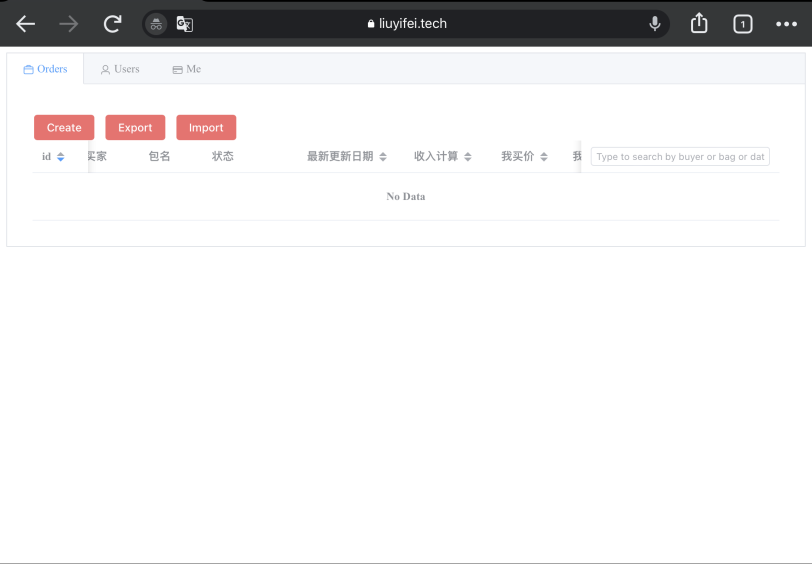 liuyifei.tech
1
Orders
Users
Me
Create
Export
Import
id
买家
包名
状态
最新更新日期
收入计算
我买价
我
Type to search by buyer or bag or dat
No Data